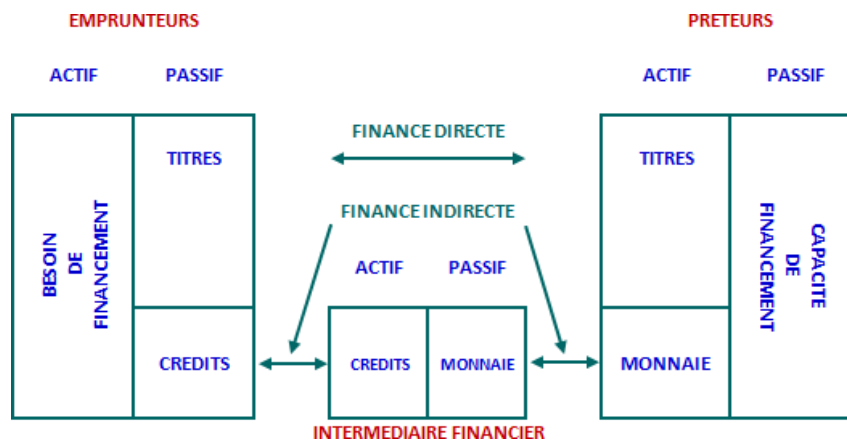 EMPRUNTEURS
PRETEURS
ACTIF
PASSIF
ACTIF
PASSIF
TITRES
FINANCE DIRECTE
TITRES
FINANCE INDIRECTE
BESOIN
DE
FINANCEMENT
CAPACITE
DE
FINANCEMENT
ACTIF
PASSIF
CREDITS
CREDITS
MONNAIE
MONNAIE
INTERMEDIAIRE FINANCIER